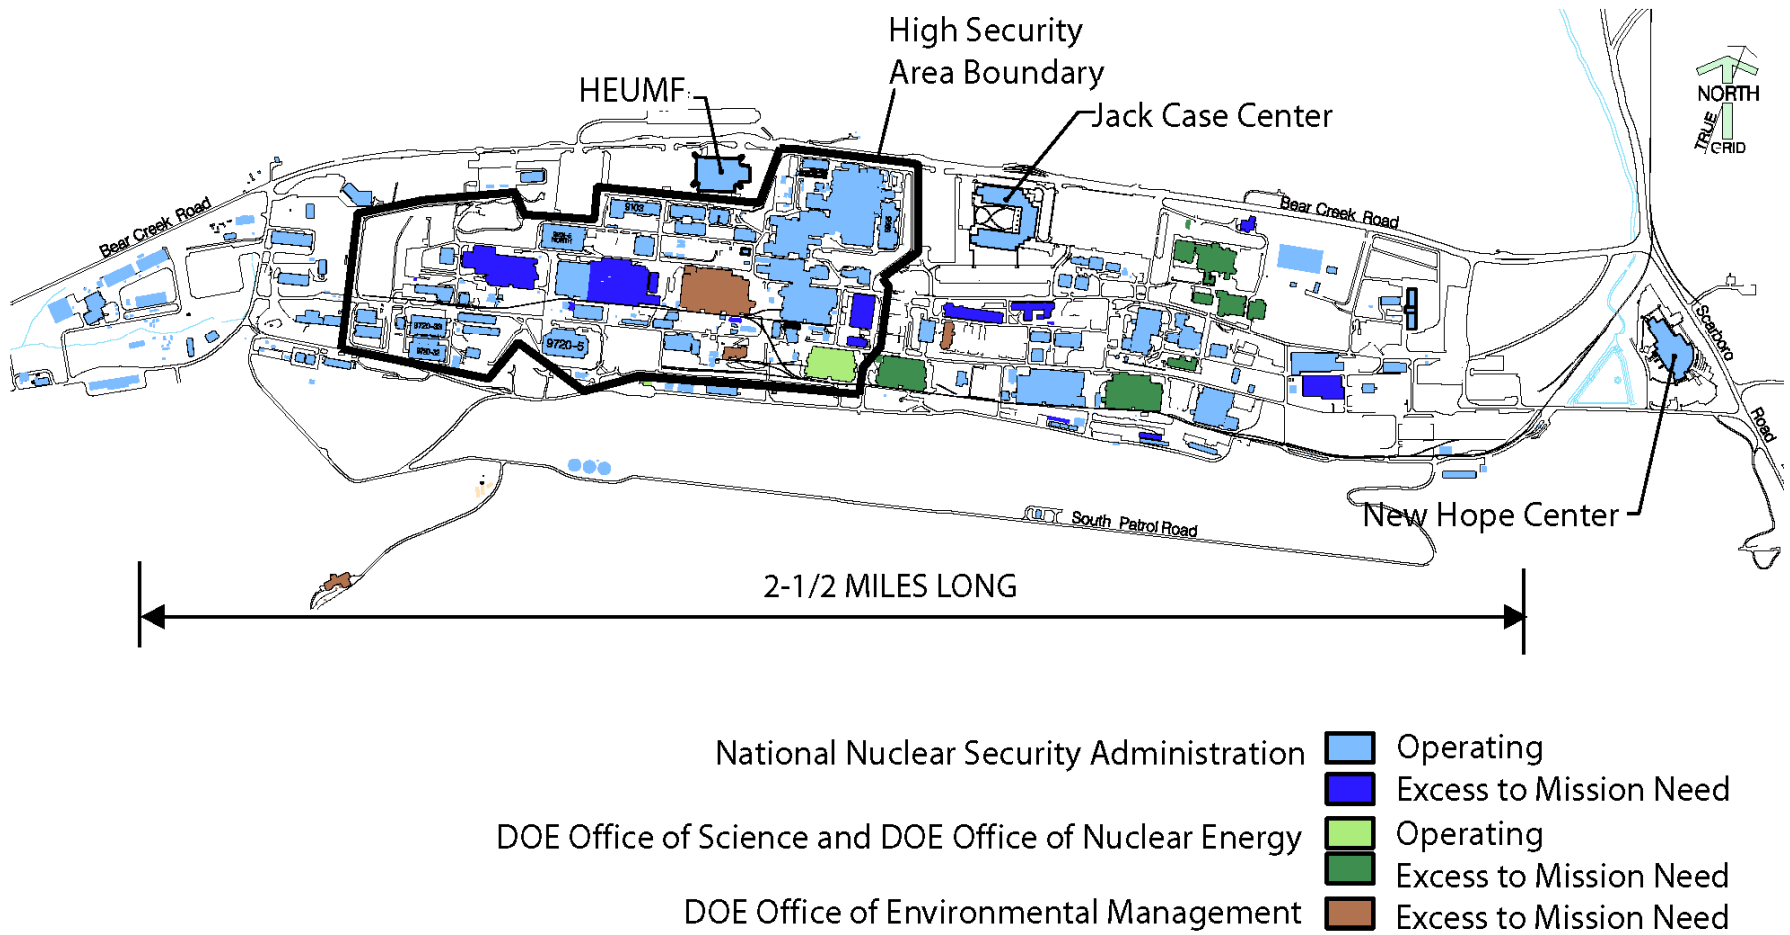 High Security
Area Boundary
HEUMF
Jack Case Center
NORTH
TRUE
GRID
Bear Creek Road
Bear Creek Road
9103
NORTH
9720-33
9720-5
Scarboro
Road
New Hope Center
South Patrol Road
2-1/2 MILES LONG
National Nuclear Security Administration
Operating
Excess to Mission Need
DOE Office of Science and DOE Office of Nuclear Energy
Operating
Excess to Mission Need
DOE Office of Environmental Management
Excess to Mission Need